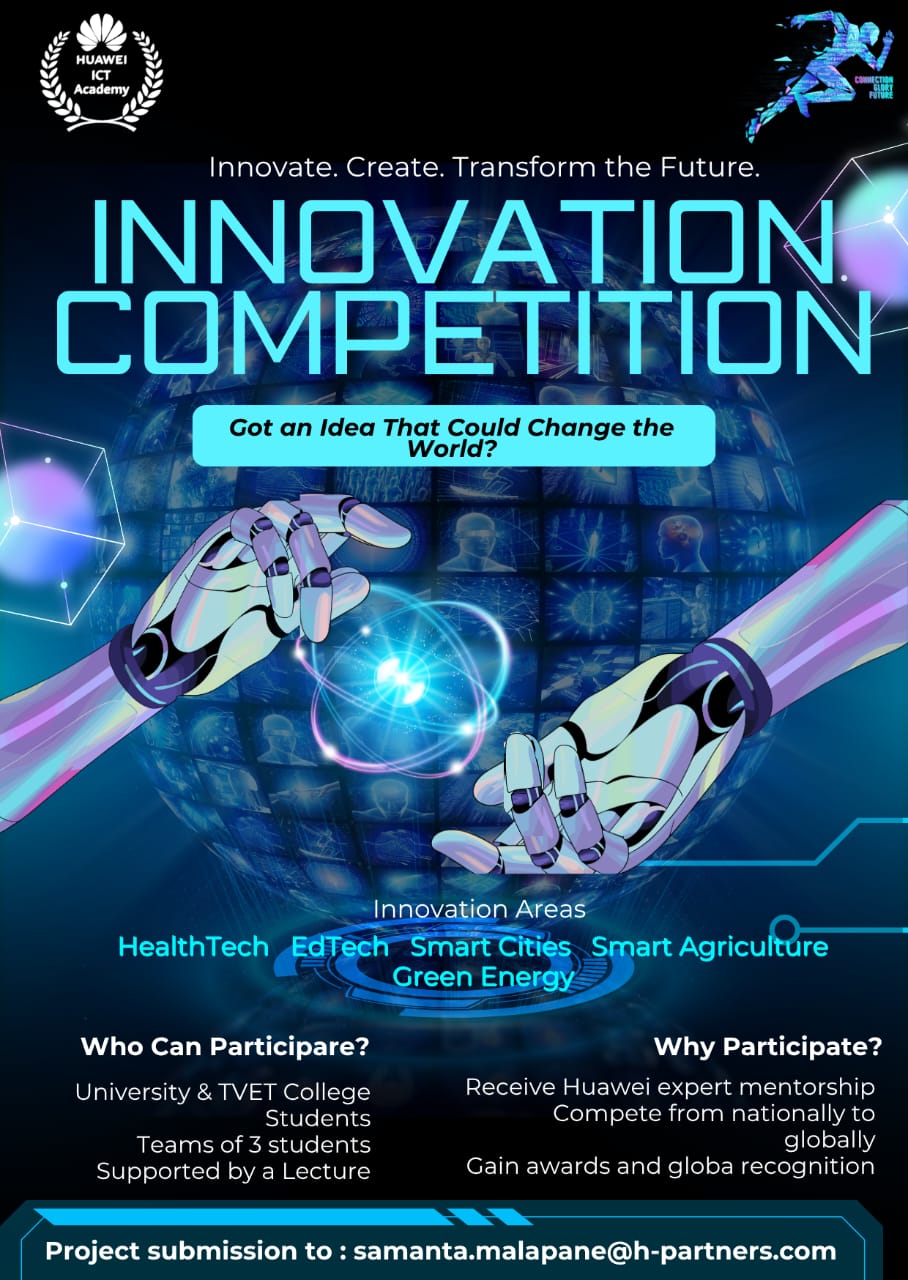 HUAWEI
ICT
Academy
CONNECTION
GLORY
FUTURE
Innovate. Create. Transform the Future.
INNOVATION
COMPETITION
Got an Idea That Could Change the
World?
Innovation Areas
HealthTech EdTech Smart Cities Smart Agriculture
Green Energy
Who Can Participare?
University & TVET College
Students
Teams of 3 students
Supported by a Lecture
Why Participate?
Receive Huawei expert mentorship
Compete from nationally to
globally
Gain awards and globa recognition
Project submission to : samanta.malapane@h-partners.com